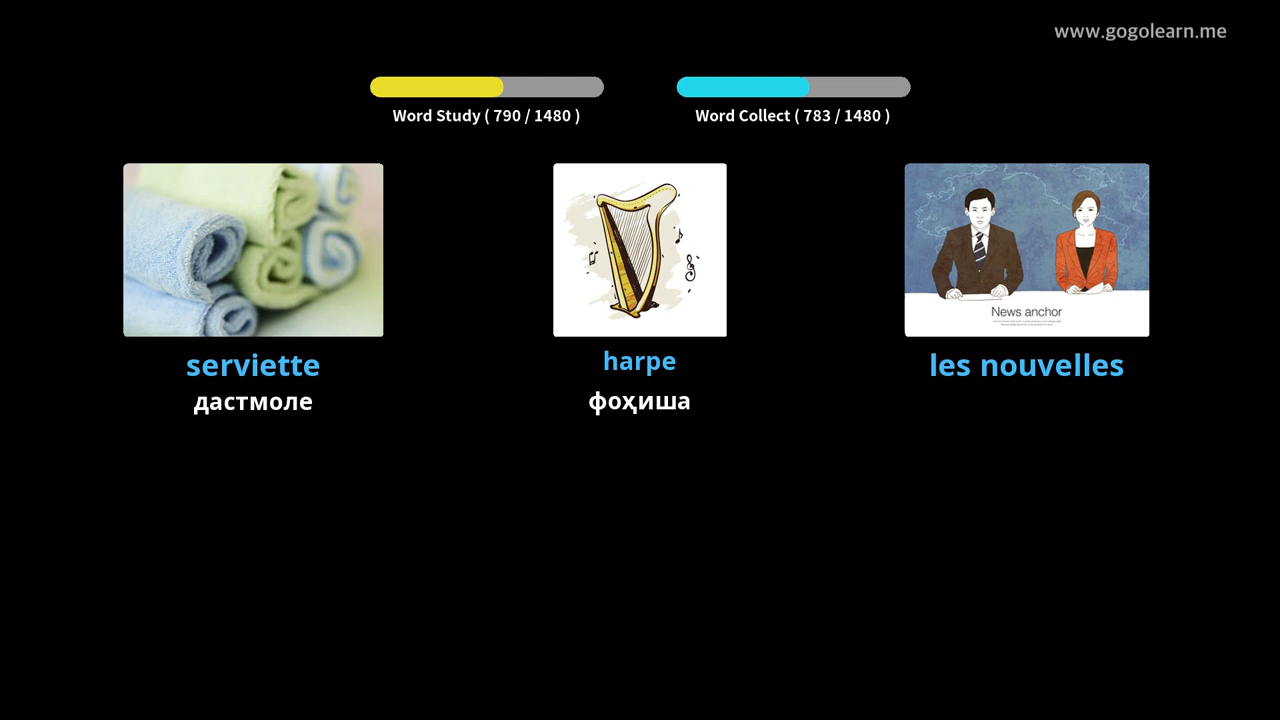 www.gogolearn.me
Word Study ( 790 / 1480 )
Word Collect ( 783 / 1480 )
News anchor
serviette
дастмоле
harpe
фоҳиша
les nouvelles